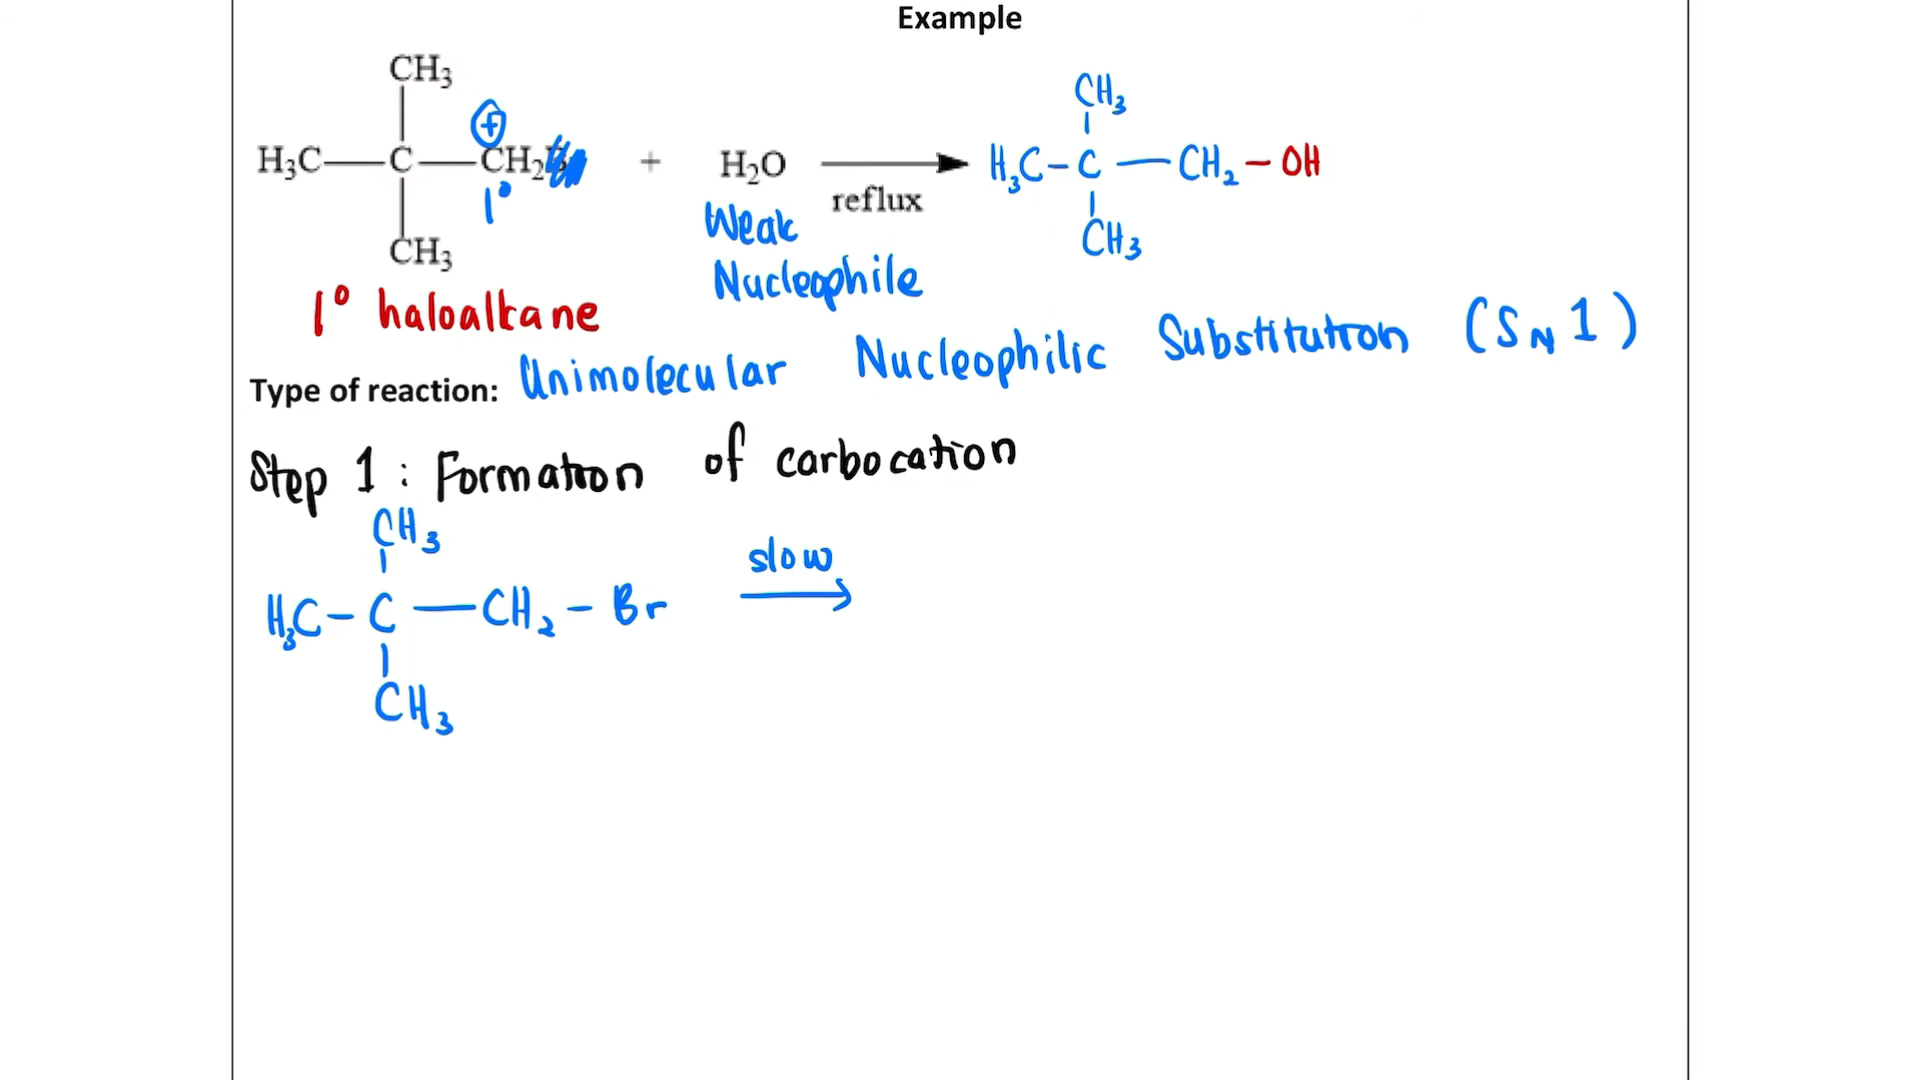 Example
CH₃ CH₃
⊕
H₃C—C—CH₂ + H₂O reflux H₃C-C—CH₂-OH
1° Weak
CH₃ Nucleophile CH₃
1° haloalkane
Type of reaction: Unimolecular Nucleophilic Substitution (SN1)
Step 1: Formation of carbocation
CH₃
H₃C-C—CH₂-Br slow
CH₃